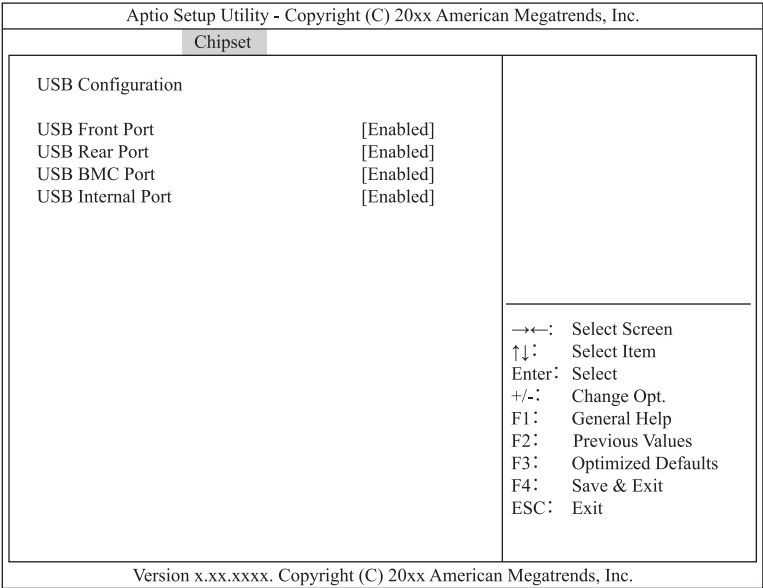 Aptio Setup Utility - Copyright (C) 20xx American Megatrends, Inc.
Chipset
USB Configuration
USB Front Port [Enabled]
USB Rear Port [Enabled]
USB BMC Port [Enabled]
USB Internal Port [Enabled]
→←: Select Screen
↑↓: Select Item
Enter: Select
+/-: Change Opt.
F1: General Help
F2: Previous Values
F3: Optimized Defaults
F4: Save & Exit
ESC: Exit
Version x.xx.xxxx. Copyright (C) 20xx American Megatrends, Inc.